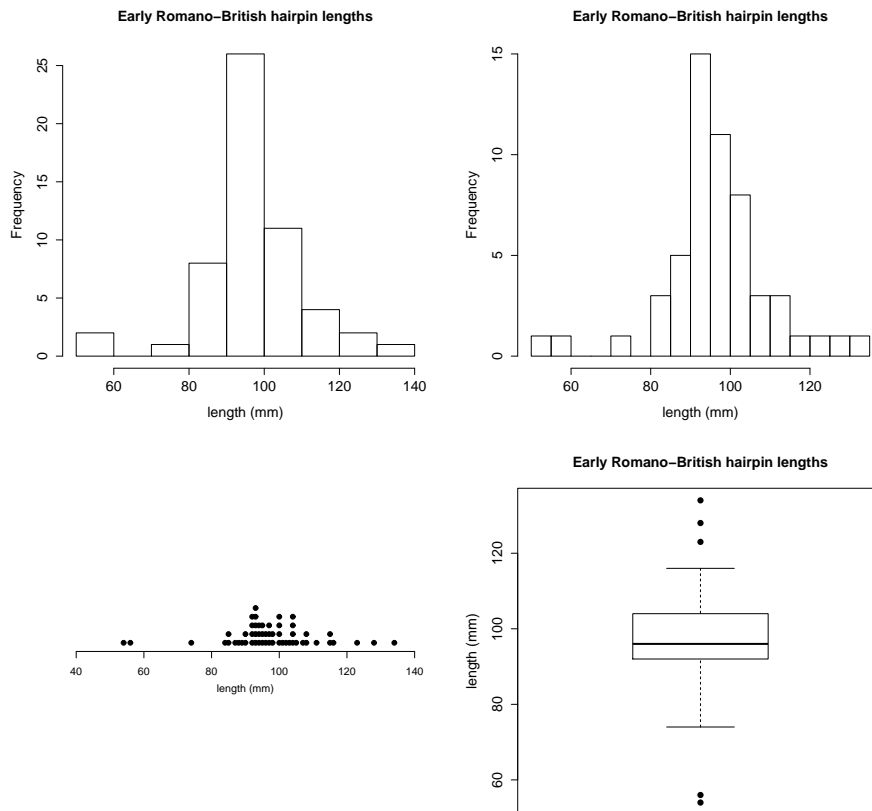 Early Romano−British hairpin lengths
Frequency
0
5
10
15
20
25
60 80 100 120 140
length (mm)
Early Romano−British hairpin lengths
Frequency
0
5
10
15
60 80 100 120
length (mm)
40 60 80 100 120 140
length (mm)
Early Romano−British hairpin lengths
length (mm)
60
80
100
120